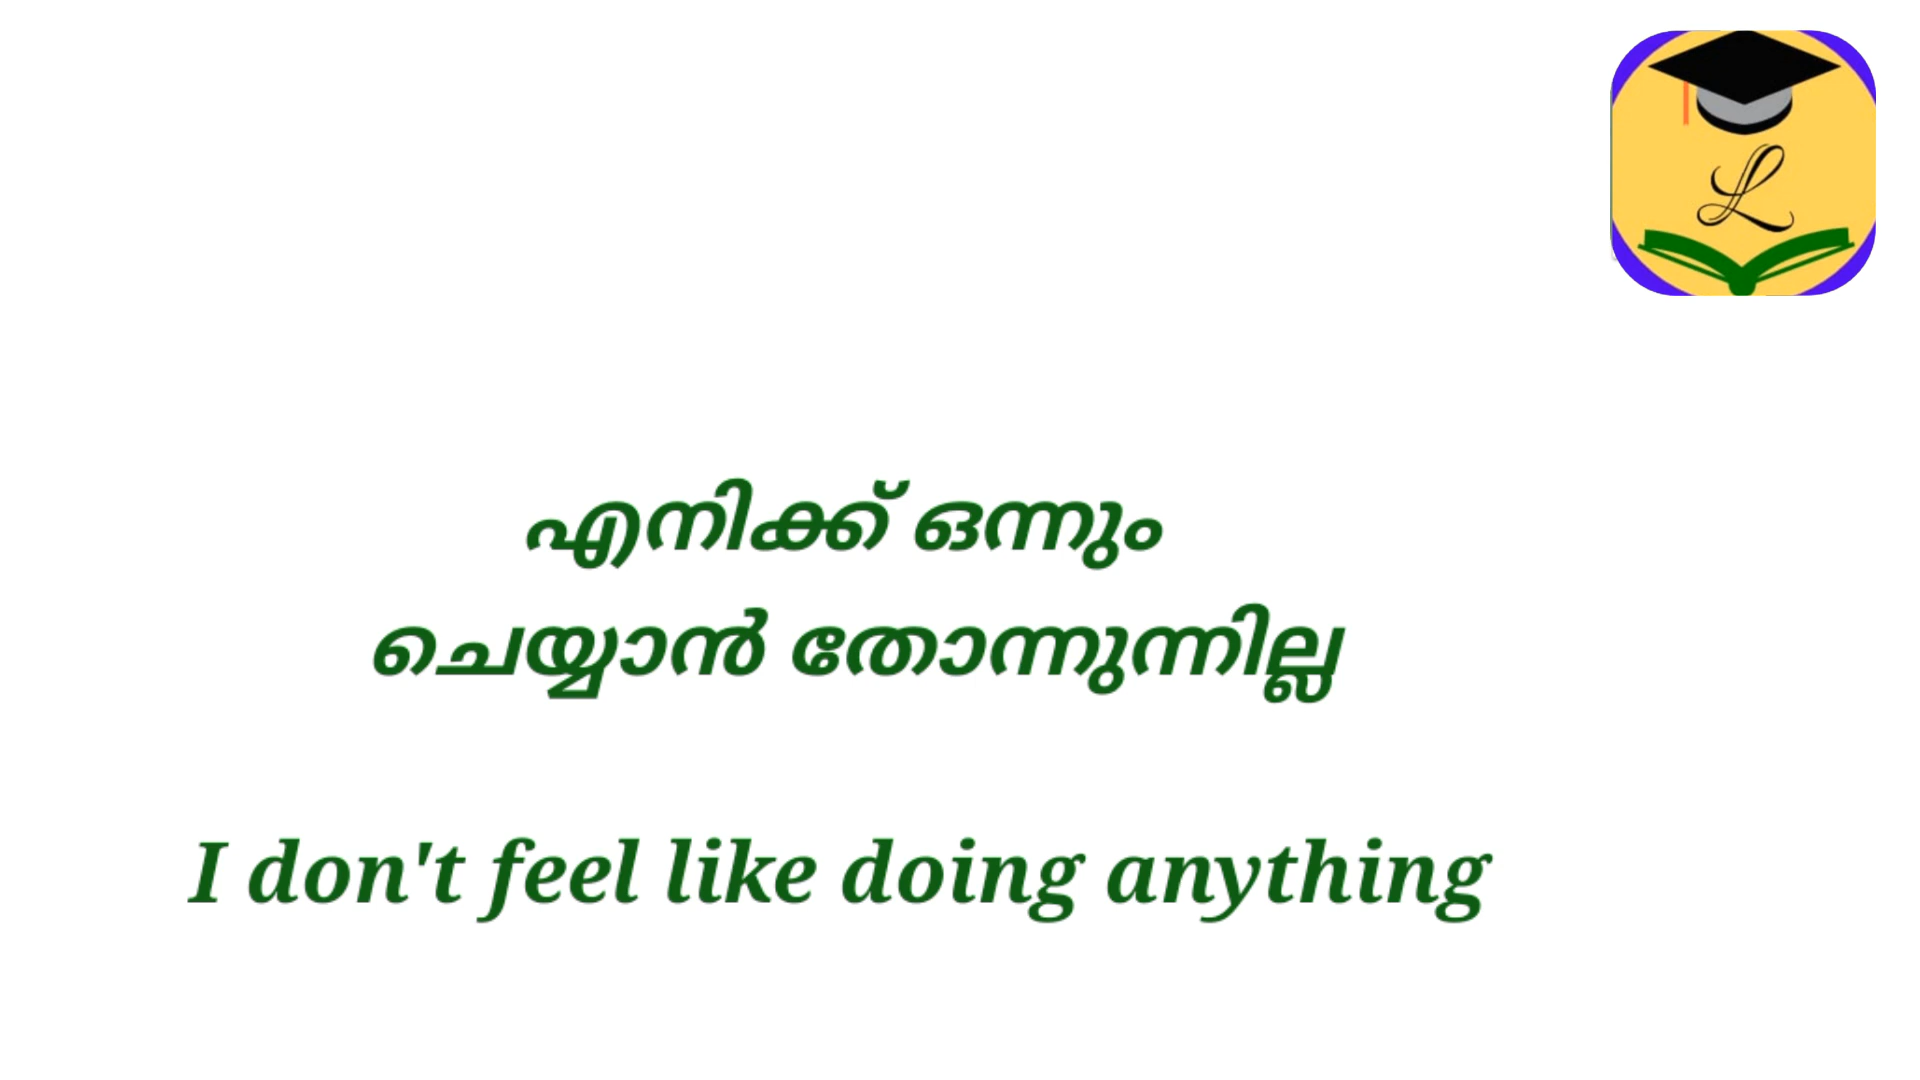 L
എനിക്ക് ഒന്നും
ചെയ്യാൻ തോന്നുന്നില്ല
I don't feel like doing anything